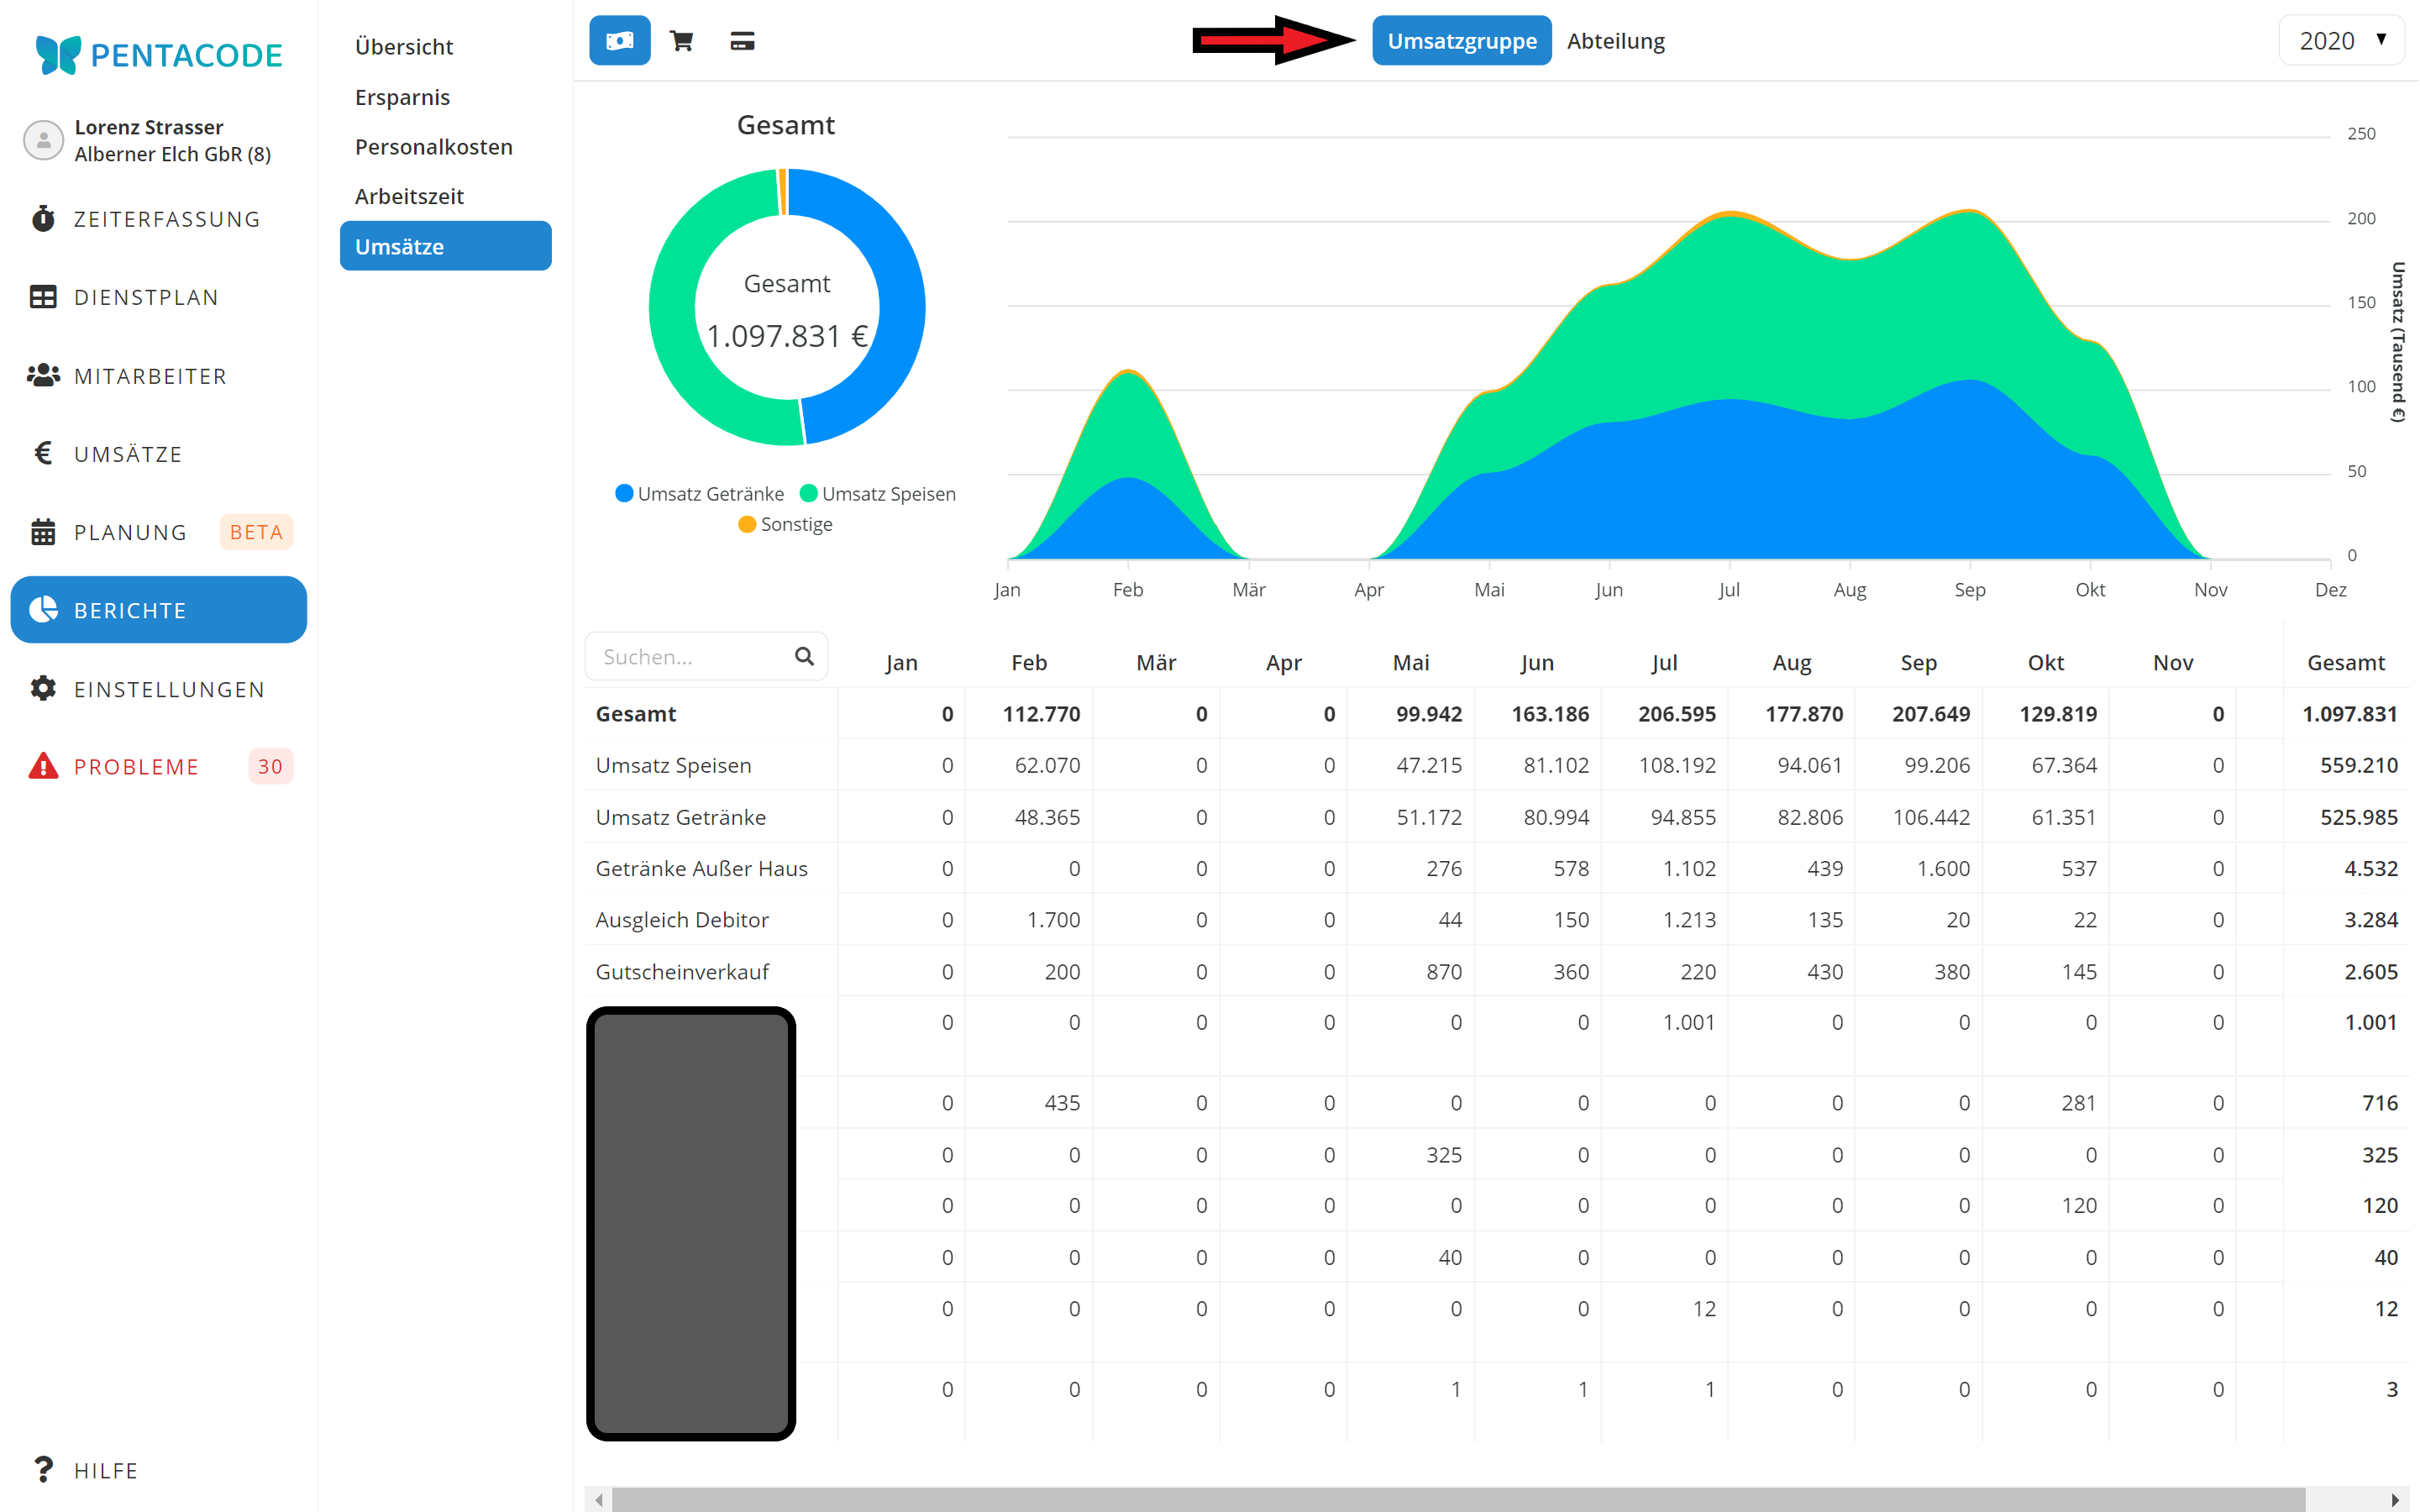 PENTACODE
Lorenz Strasser
Alberner Elch GbR (8)
ZEITERFASSUNG
DIENSTPLAN
MITARBEITER
€ UMSÄTZE
PLANUNG BETA
BERICHTE
EINSTELLUNGEN
PROBLEME 30
? HILFE
Übersicht
Ersparnis
Personalkosten
Arbeitszeit
Umsätze
Umsatzgruppe Abteilung
2020
Gesamt
Gesamt
1.097.831 €
Umsatz Getränke Umsatz Speisen
Sonstige
250
200
150
100
50
0
Umsatz (Tausend €)
Jan Feb Mär Apr Mai Jun Jul Aug Sep Okt Nov Dez
Suchen... Jan Feb Mär Apr Mai Jun Jul Aug Sep Okt Nov Gesamt
Gesamt 0 112.770 0 0 99.942 163.186 206.595 177.870 207.649 129.819 0 1.097.831
Umsatz Speisen 0 62.070 0 0 47.215 81.102 108.192 94.061 99.206 67.364 0 559.210
Umsatz Getränke 0 48.365 0 0 51.172 80.994 94.855 82.806 106.442 61.351 0 525.985
Getränke Außer Haus 0 0 0 0 276 578 1.102 439 1.600 537 0 4.532
Ausgleich Debitor 0 1.700 0 0 44 150 1.213 135 20 22 0 3.284
Gutscheinverkauf 0 200 0 0 870 360 220 430 380 145 0 2.605
0 0 0 0 0 0 1.001 0 0 0 0 1.001
0 435 0 0 0 0 0 0 0 281 0 716
0 0 0 0 325 0 0 0 0 0 0 325
0 0 0 0 0 0 0 0 0 120 0 120
0 0 0 0 40 0 0 0 0 0 0 40
0 0 0 0 0 0 12 0 0 0 0 12
0 0 0 0 1 1 1 0 0 0 0 3